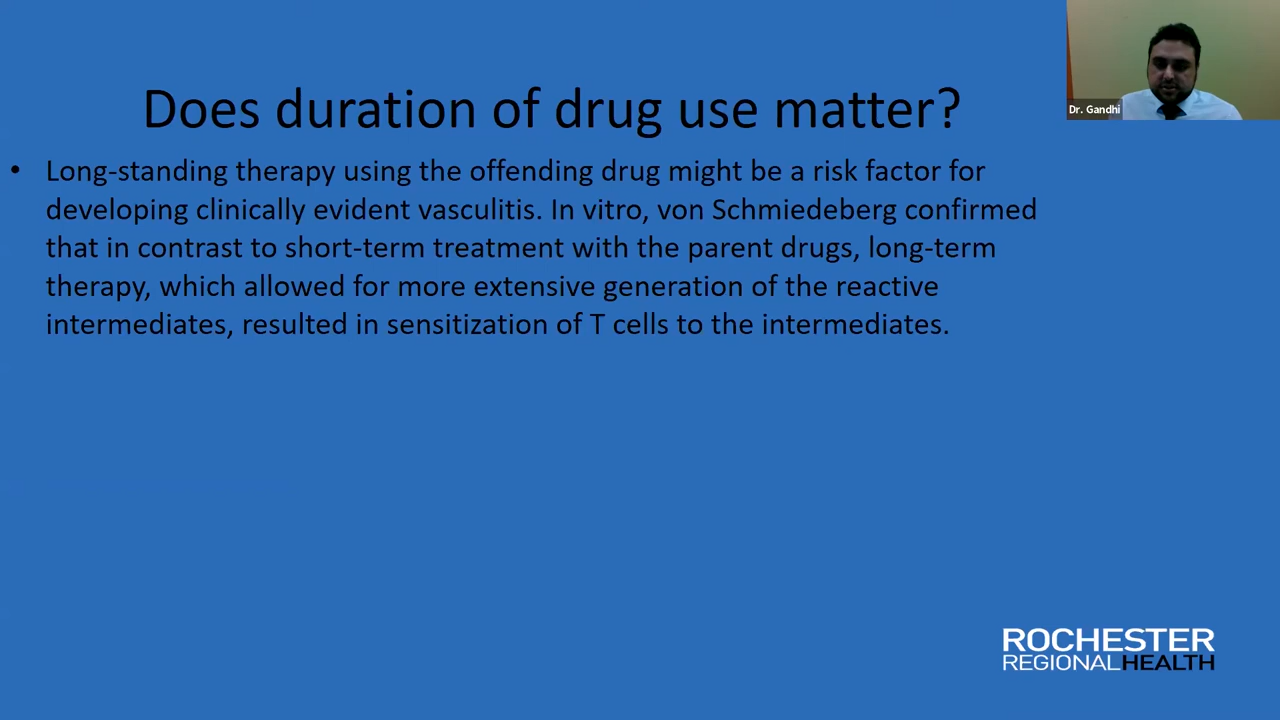 Does duration of drug use matter?
Dr. Gandhi
• Long-standing therapy using the offending drug might be a risk factor for
developing clinically evident vasculitis. In vitro, von Schmiedeberg confirmed
that in contrast to short-term treatment with the parent drugs, long-term
therapy, which allowed for more extensive generation of the reactive
intermediates, resulted in sensitization of T cells to the intermediates.
ROCHESTER
REGIONALHEALTH